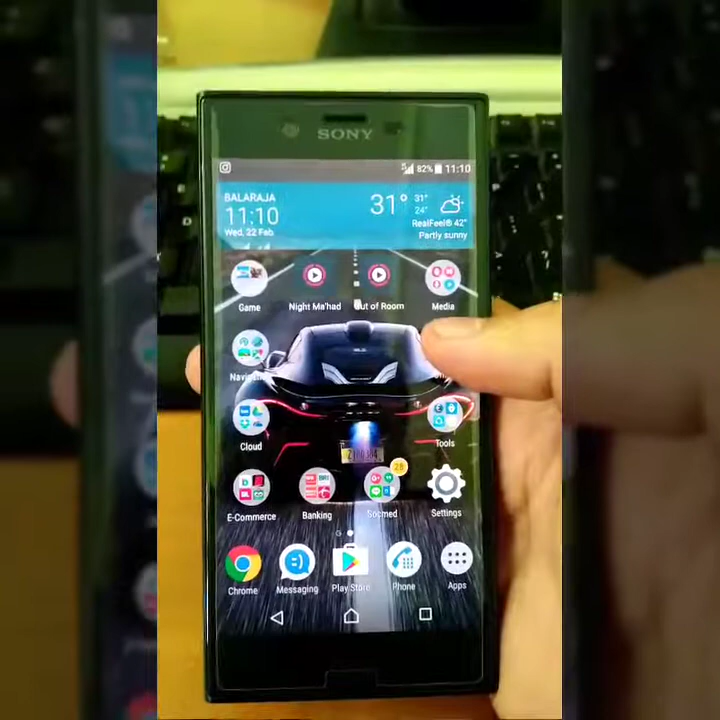 SONY
82% 11:10
BALARAJA
11:10
Wed, 22 Feb
31° 31°
24°
RealFeel® 42°
Partly sunny
Game Night Ma'had Out of Room Media
Cloud Tools
28
E-Commerce Banking Socmed Settings
Chrome Messaging Play Store Phone Apps